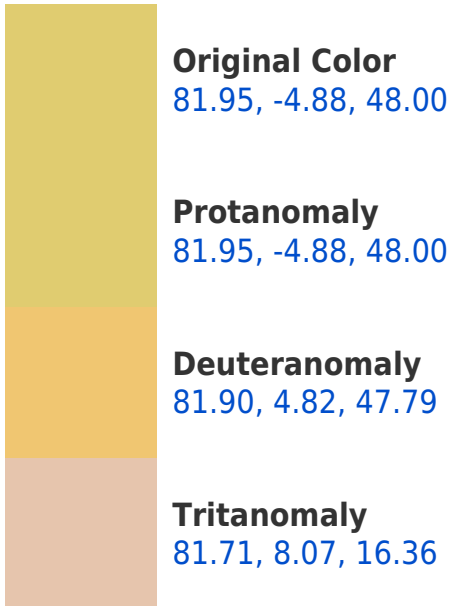 Original Color
81.95, -4.88, 48.00
Protanomaly
81.95, -4.88, 48.00
Deuteranomaly
81.90, 4.82, 47.79
Tritanomaly
81.71, 8.07, 16.36